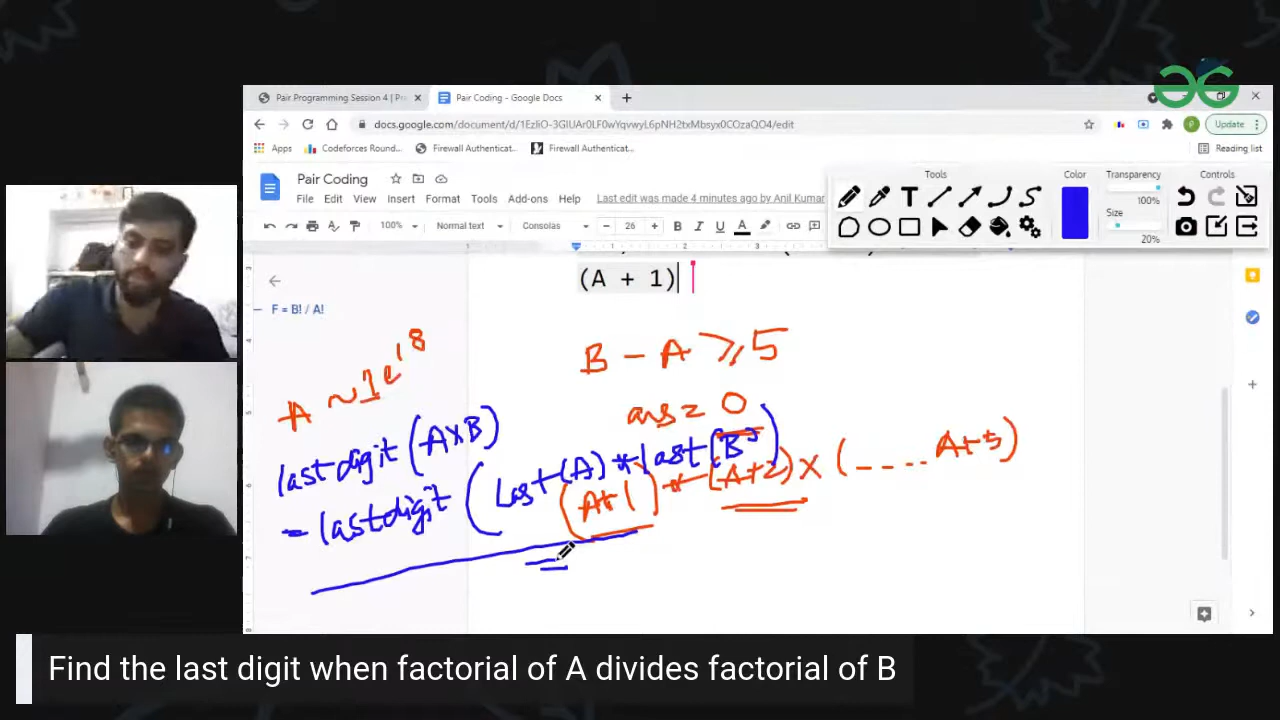 Pair Programming Session 4 | Pr
Pair Coding - Google Docs
docs.google.com/document/d/1EzliO-3GIUAr0LF0wYqvwyL6pNH2txMbsyx0COzaQO4/edit
Update
Apps
Codeforces Round...
Firewall Authenticat...
Firewall Authenticat...
Reading list
Pair Coding
File Edit View Insert Format Tools Add-ons Help
Last edit was made 4 minutes ago by Anil Kumar
Tools Color Transparency Controls
100%
Size
20%
100% Normal text Consolas 26 B I U A
(A + 1)
F = B! / A!
B - A ≥ 5
A ~ 1e18
ans = 0
lastdigit (A×B)
= lastdigit (Last(A) * last(B))
(A+1) * (A+2) × (.... A+5)
Find the last digit when factorial of A divides factorial of B